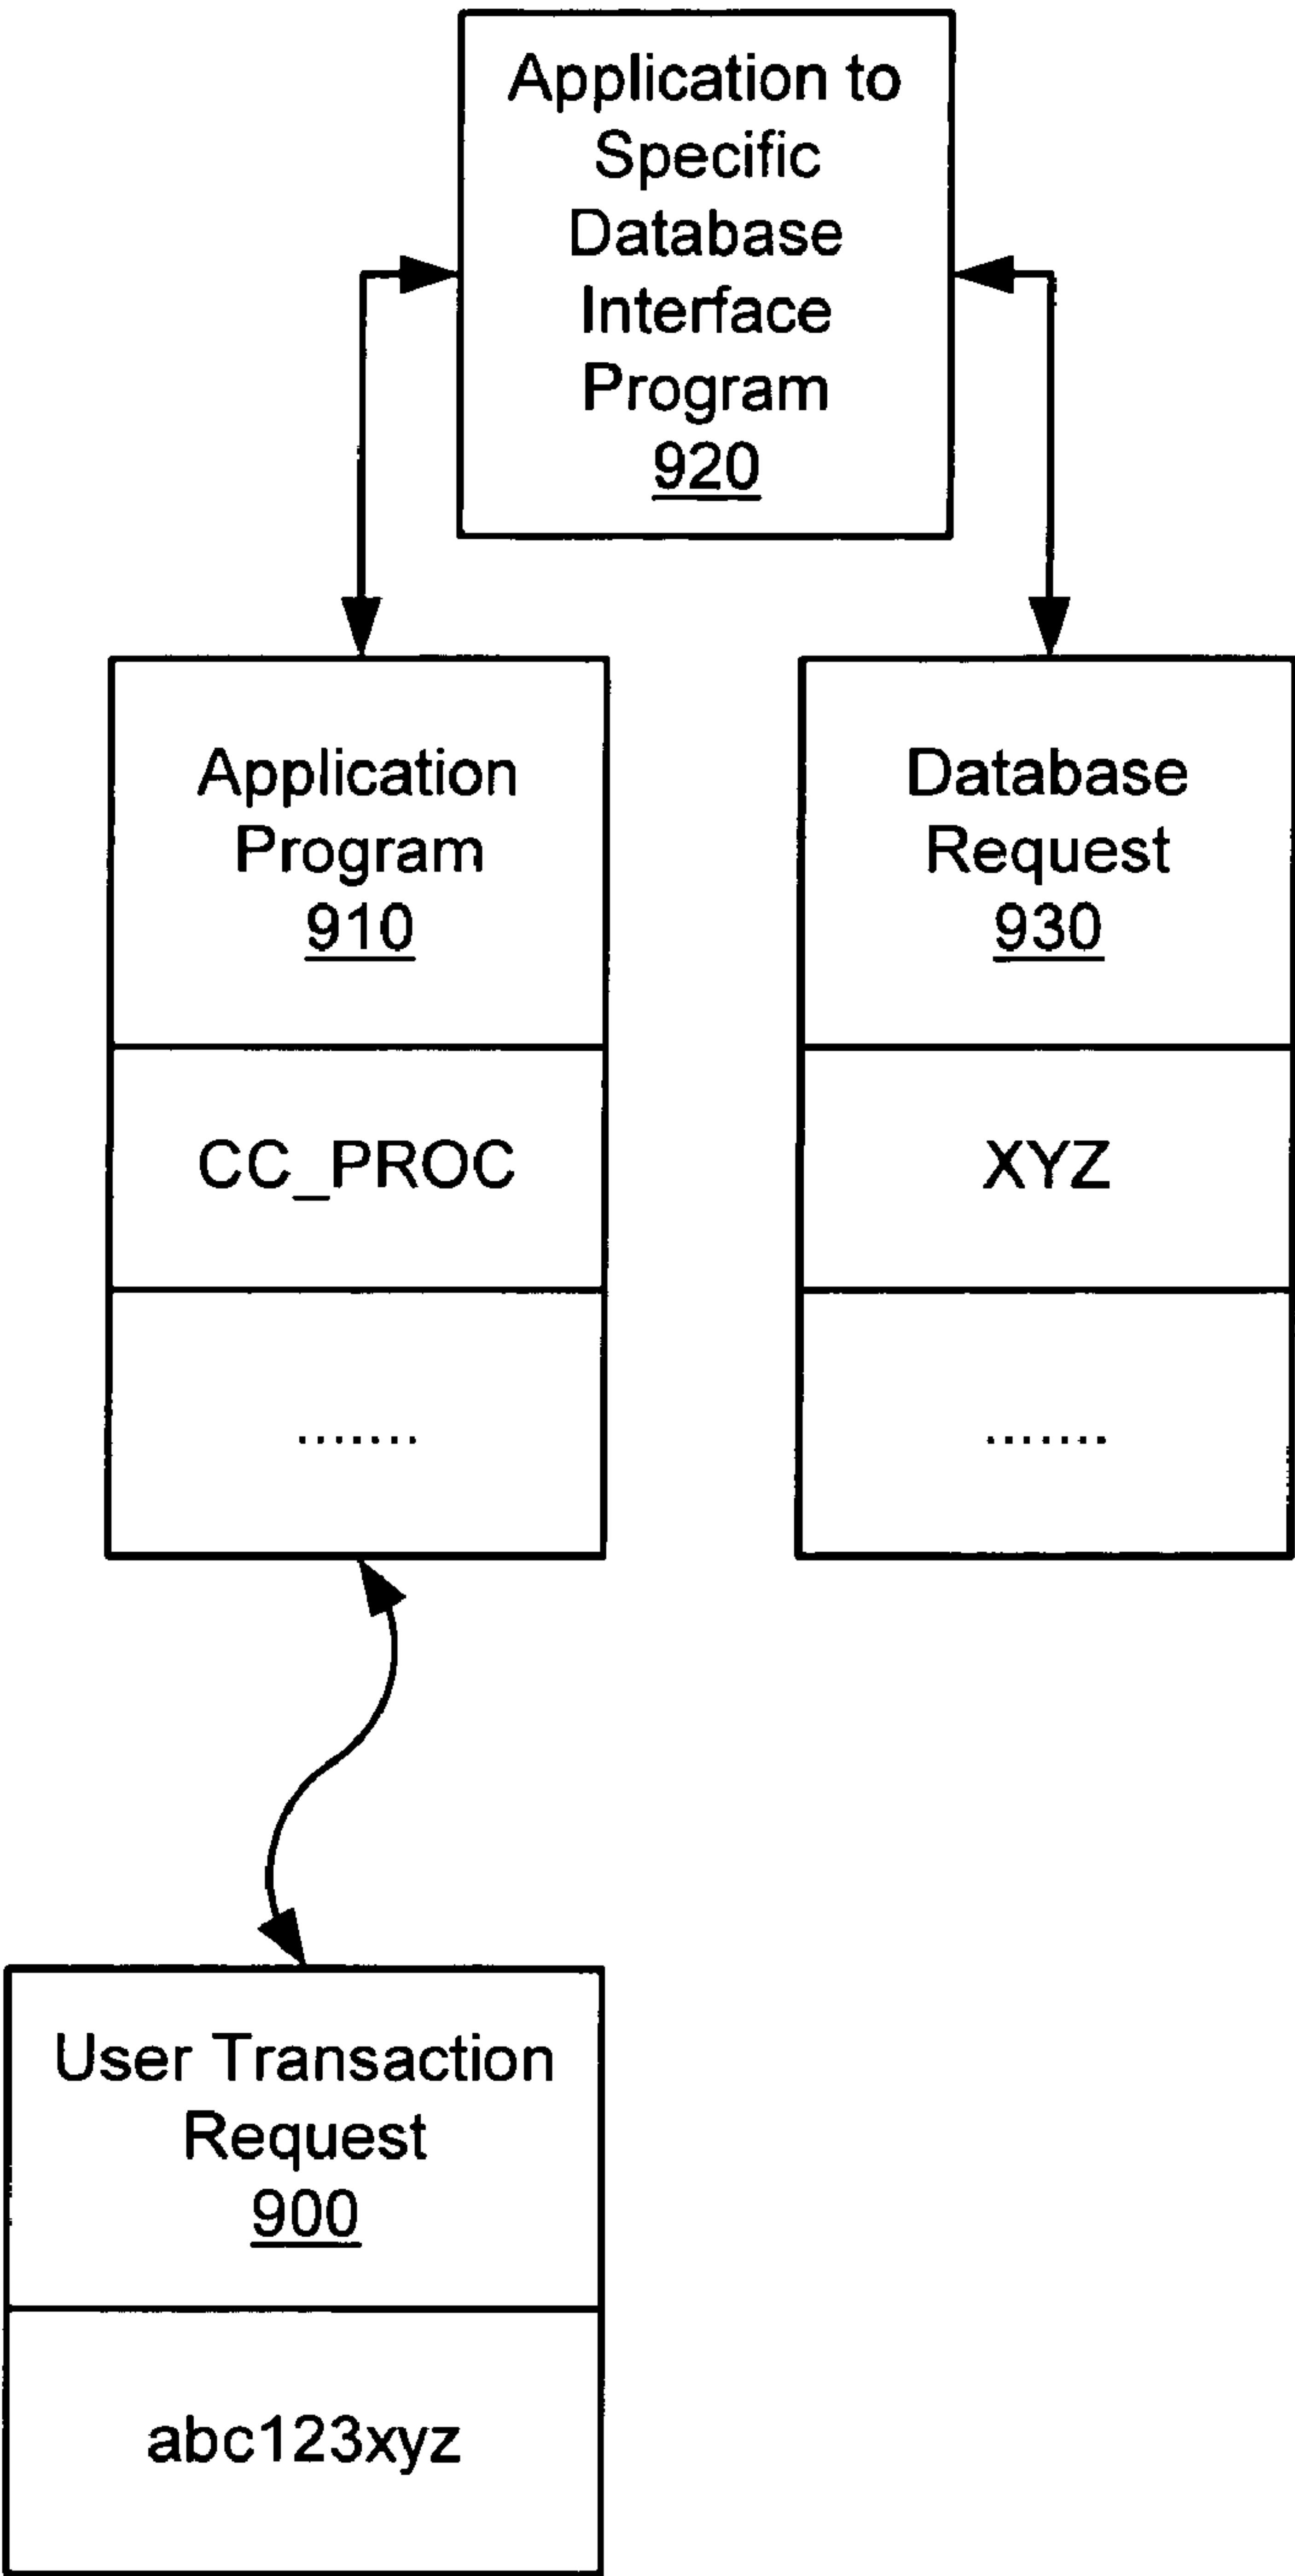 Application to
Specific
Database
Interface
Program
920
Application
Program
910
CC_PROC
.......
Database
Request
930
XYZ
.......
User Transaction
Request
900
abc123xyz